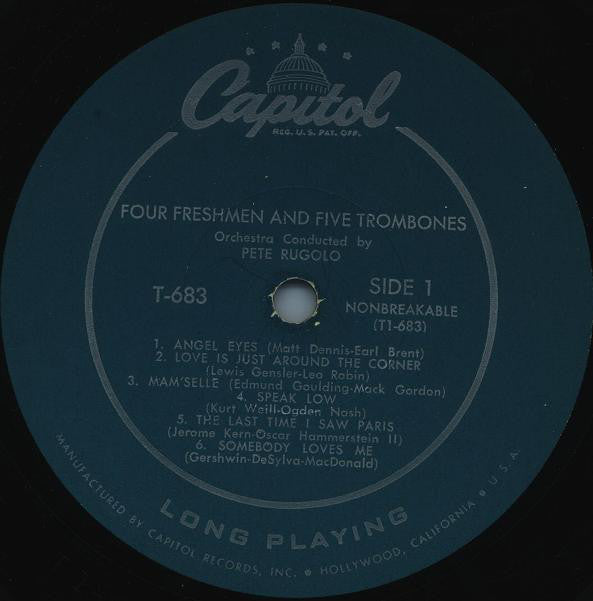 Capitol
REG. U.S. PAT. OFF.
FOUR FRESHMEN AND FIVE TROMBONES
Orchestra Conducted by
PETE RUGOLO
T-683
SIDE 1
NONBREAKABLE
(T1-683)
1. ANGEL EYES (Matt Dennis-Earl Brent)
2. LOVE IS JUST AROUND THE CORNER
(Lewis Gensler-Leo Robin)
3. MAM'SELLE (Edmund Goulding-Mack Gordon)
4. SPEAK LOW
(Kurt Weill-Ogden Nash)
5. THE LAST TIME I SAW PARIS
(Jerome Kern-Oscar Hammerstein II)
6. SOMEBODY LOVES ME
(Gershwin-DeSylva-MacDonald)
LONG PLAYING
MANUFACTURED BY CAPITOL RECORDS, INC. • HOLLYWOOD, CALIFORNIA • U.S.A.